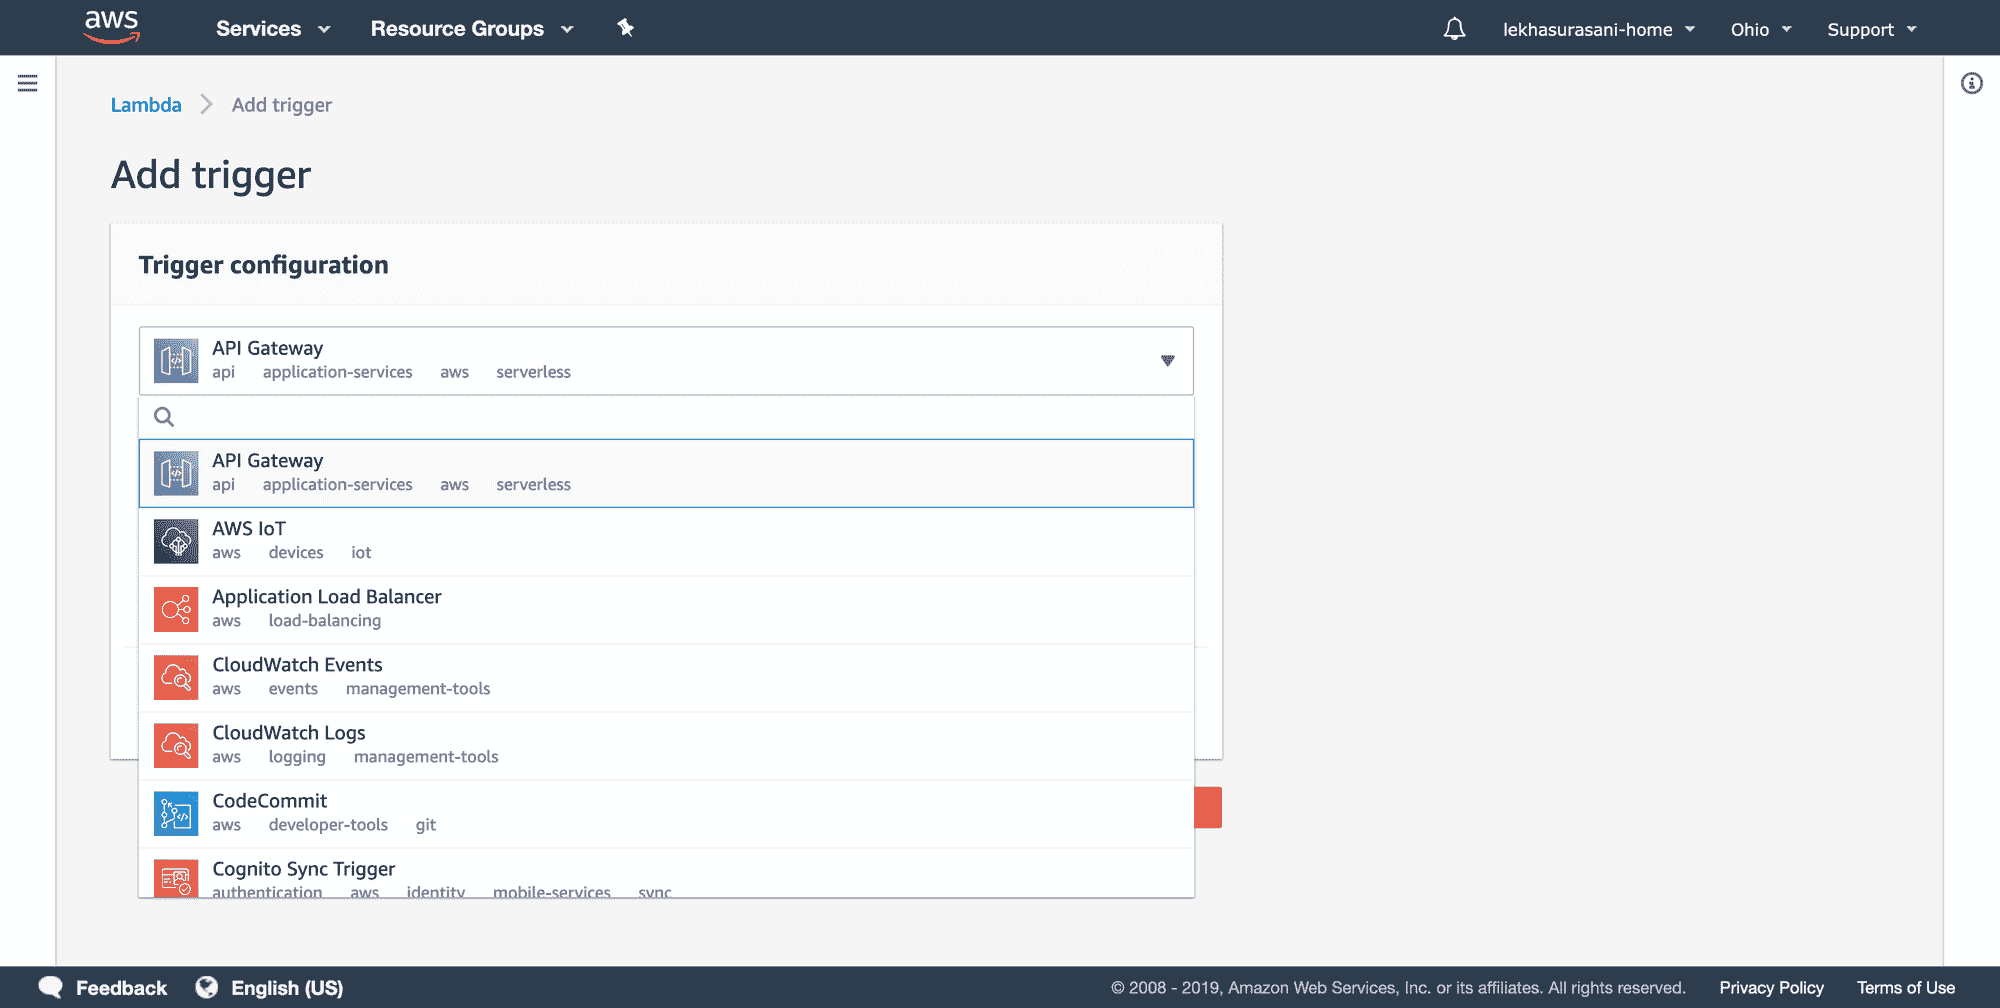 aws Services Resource Groups lekhasurasani-home Ohio Support
Lambda Add trigger
Add trigger
Trigger configuration
API Gateway
api application-services aws serverless
API Gateway
api application-services aws serverless
AWS IoT
aws devices iot
Application Load Balancer
aws load-balancing
CloudWatch Events
aws events management-tools
CloudWatch Logs
aws logging management-tools
CodeCommit
aws developer-tools git
Cognito Sync Trigger
authentication aws identity mobile-services sync
Feedback English (US) © 2008 - 2019, Amazon Web Services, Inc. or its affiliates. All rights reserved. Privacy Policy Terms of Use